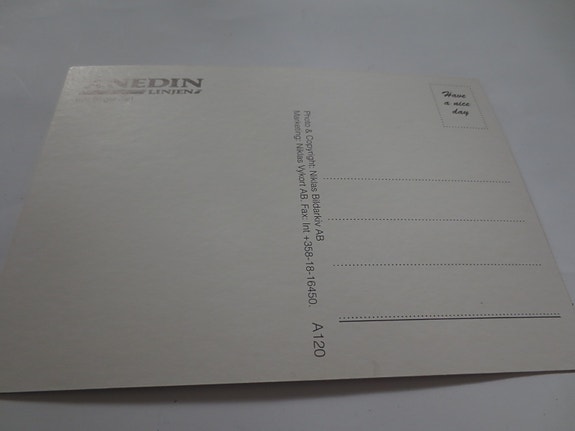 NEDIN
LINJEN
Have
a nice
day
Photo & Copyright: Niklas Bildarkiv AB
Marketing: Niklas Vykort AB. Fax: Int +358-18-16450.
A120